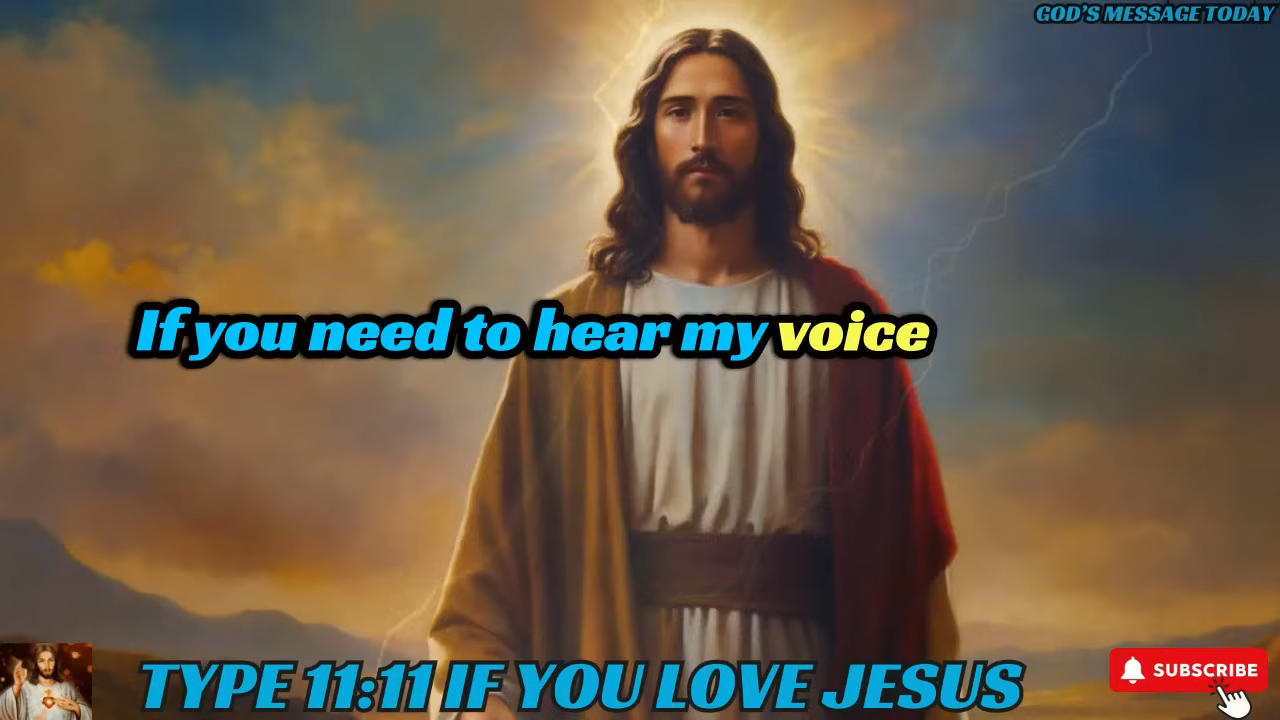 GOD'S MESSAGE TODAY
If you need to hear my voice
TYPE 11:11 IF YOU LOVE JESUS
SUBSCRIBE